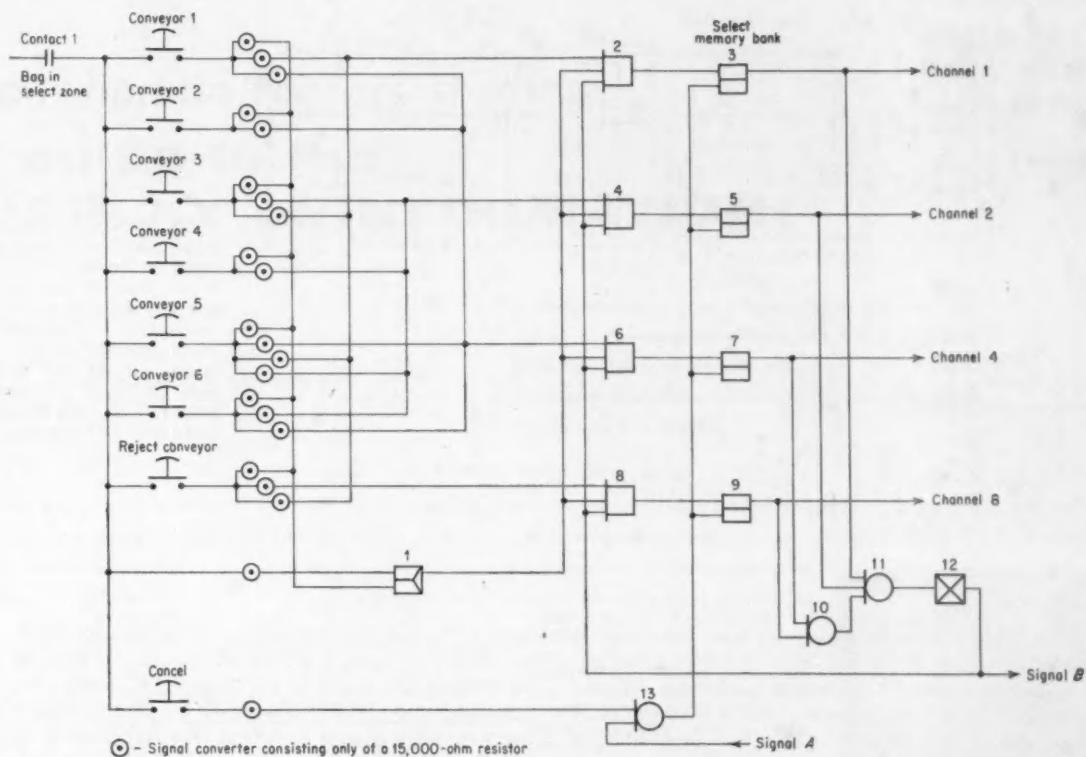 Conveyor 1
Contact 1
Bag in
select zone
Conveyor 2
Conveyor 3
Conveyor 4
Conveyor 5
Conveyor 6
Reject conveyor
Cancel
Select
memory bank
1
2
3
4
5
6
7
8
9
10
11
12
13
Channel 1
Channel 2
Channel 4
Channel 8
Signal B
Signal A
- Signal converter consisting only of a 15,000-ohm resistor